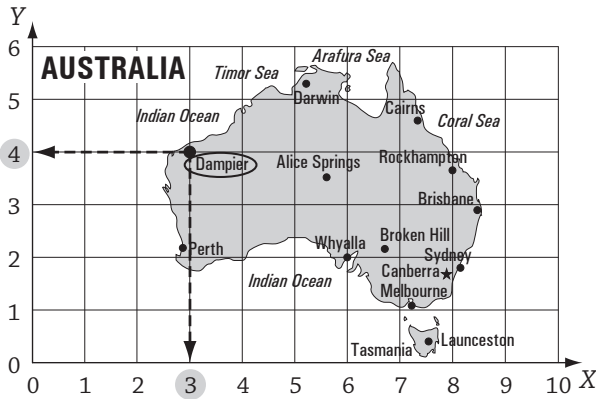 Y
6
AUSTRALIA
Arafura Sea
Timor Sea
5
Darwin
Indian Ocean
Cairns
Coral Sea
4
Dampier
Alice Springs
Rockhampton
3
Brisbane
Perth
Whyalla
Broken Hill
Sydney
2
Indian Ocean
Canberra
Melbourne
1
Tasmania
Launceston
0
0 1 2 3 4 5 6 7 8 9 10 X